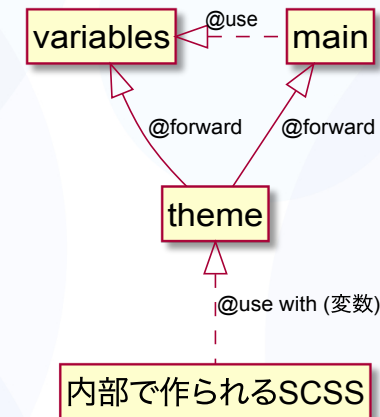 @use
variables
main
@forward
@forward
theme
@use with (変数)
内部で作られるSCSS